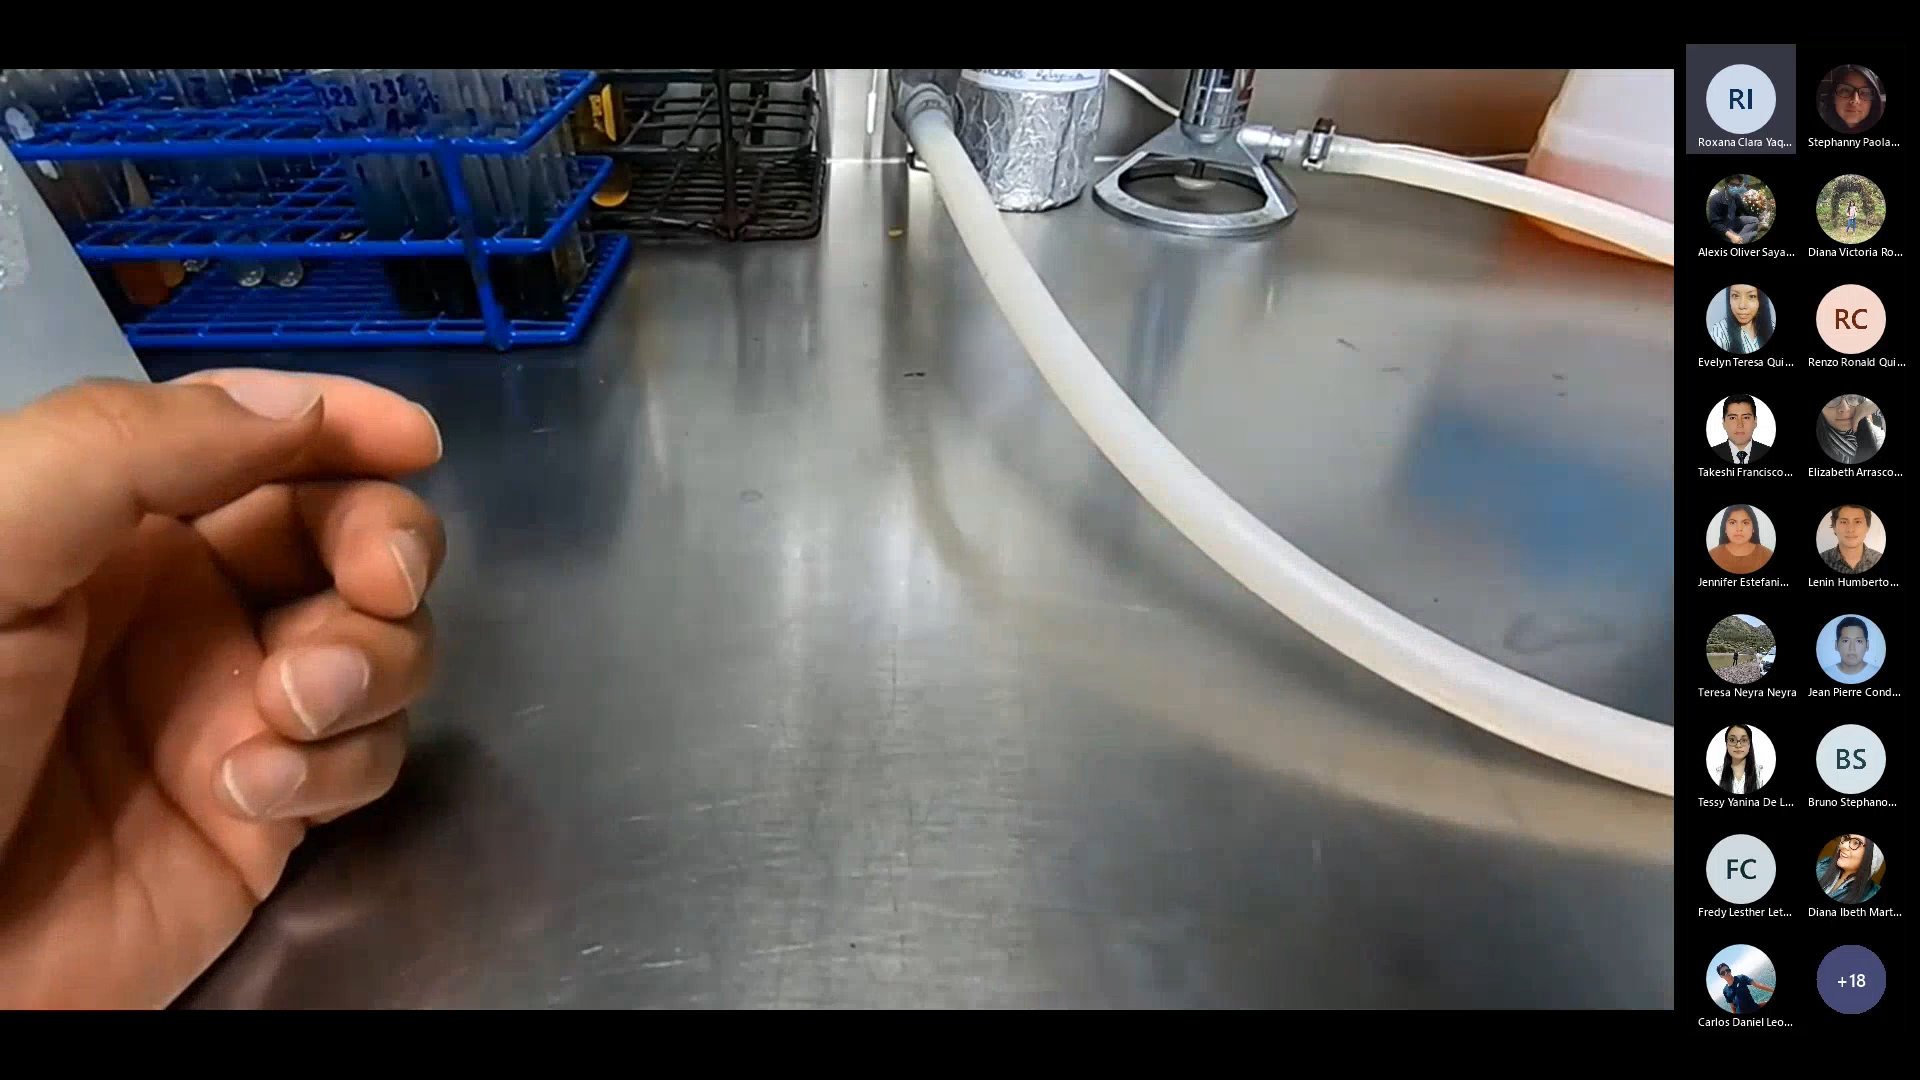 RI
Roxana Clara Yaq...
Stephanny Paola...
Alexis Oliver Saya...
Diana Victoria Ro...
Evelyn Teresa Qui...
RC
Renzo Ronald Qui...
Takeshi Francisco...
Elizabeth Arrasco...
Jennifer Estefani...
Lenin Humberto...
Teresa Neyra Neyra
Jean Pierre Cond...
Tessy Yanina De L...
BS
Bruno Stephano...
FC
Fredy Lesther Let...
Diana Ibeth Mart...
Carlos Daniel Leo...
+18